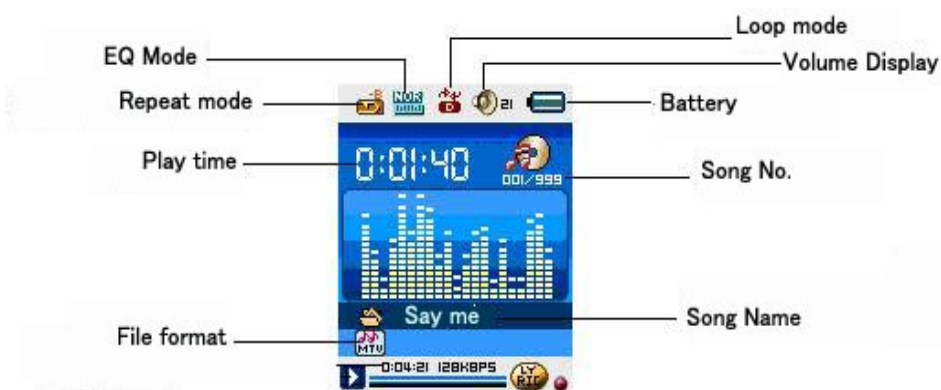 Loop mode
EQ Mode
Volume Display
Repeat mode
NOR
21
Battery
Play time
0:01:40
001/999
Song No.
Say me
Song Name
File format
MTV
0:04:21 128KBPS
LY
RIC